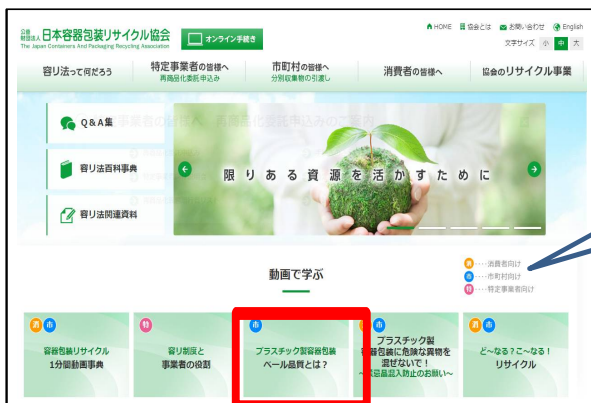 公益財団法人 日本容器包装リサイクル協会
The Japan Containers And Packaging Recycling Association
オンライン手続き
HOME 協会とは お問い合わせ English
文字サイズ 小 中 大
容リ法って何だろう
特定事業者の皆様へ
再商品化委託申込み
市町村の皆様へ
分別収集物の引渡し
消費者の皆様へ
協会のリサイクル事業
Q&A集
容リ法百科事典
容リ法関連資料
限りある資源を活かすために
動画で学ぶ
消 ‥‥消費者向け
市 ‥‥市町村向け
特 ‥‥特定事業者向け
消 市
容器包装リサイクル
1分間動画事典
特
容リ制度と
事業者の役割
市
プラスチック製容器包装
ベール品質とは？
市
プラスチック製
容器包装に危険な異物を
混ぜないで！
禁忌品混入防止のお願い～
消 市
ど～なる？こ～なる！
リサイクル